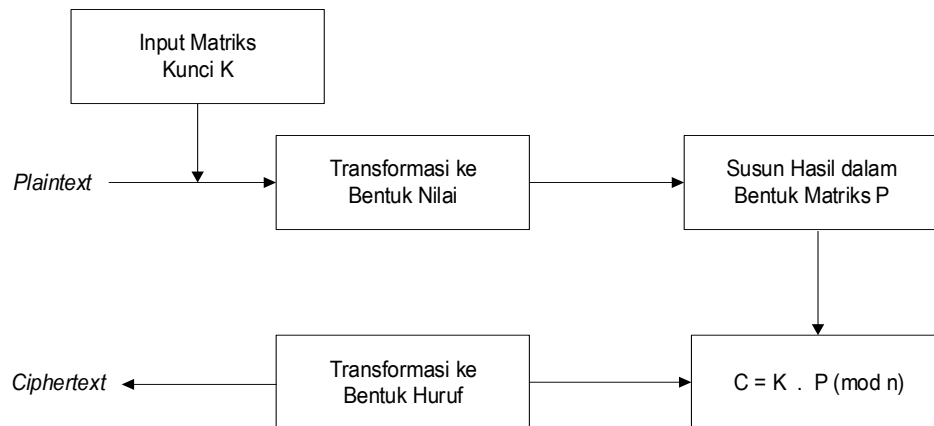 Input Matriks
Kunci K
Plaintext
Transformasi ke
Bentuk Nilai
Susun Hasil dalam
Bentuk Matriks P
Ciphertext
Transformasi ke
Bentuk Huruf
C = K . P (mod n)